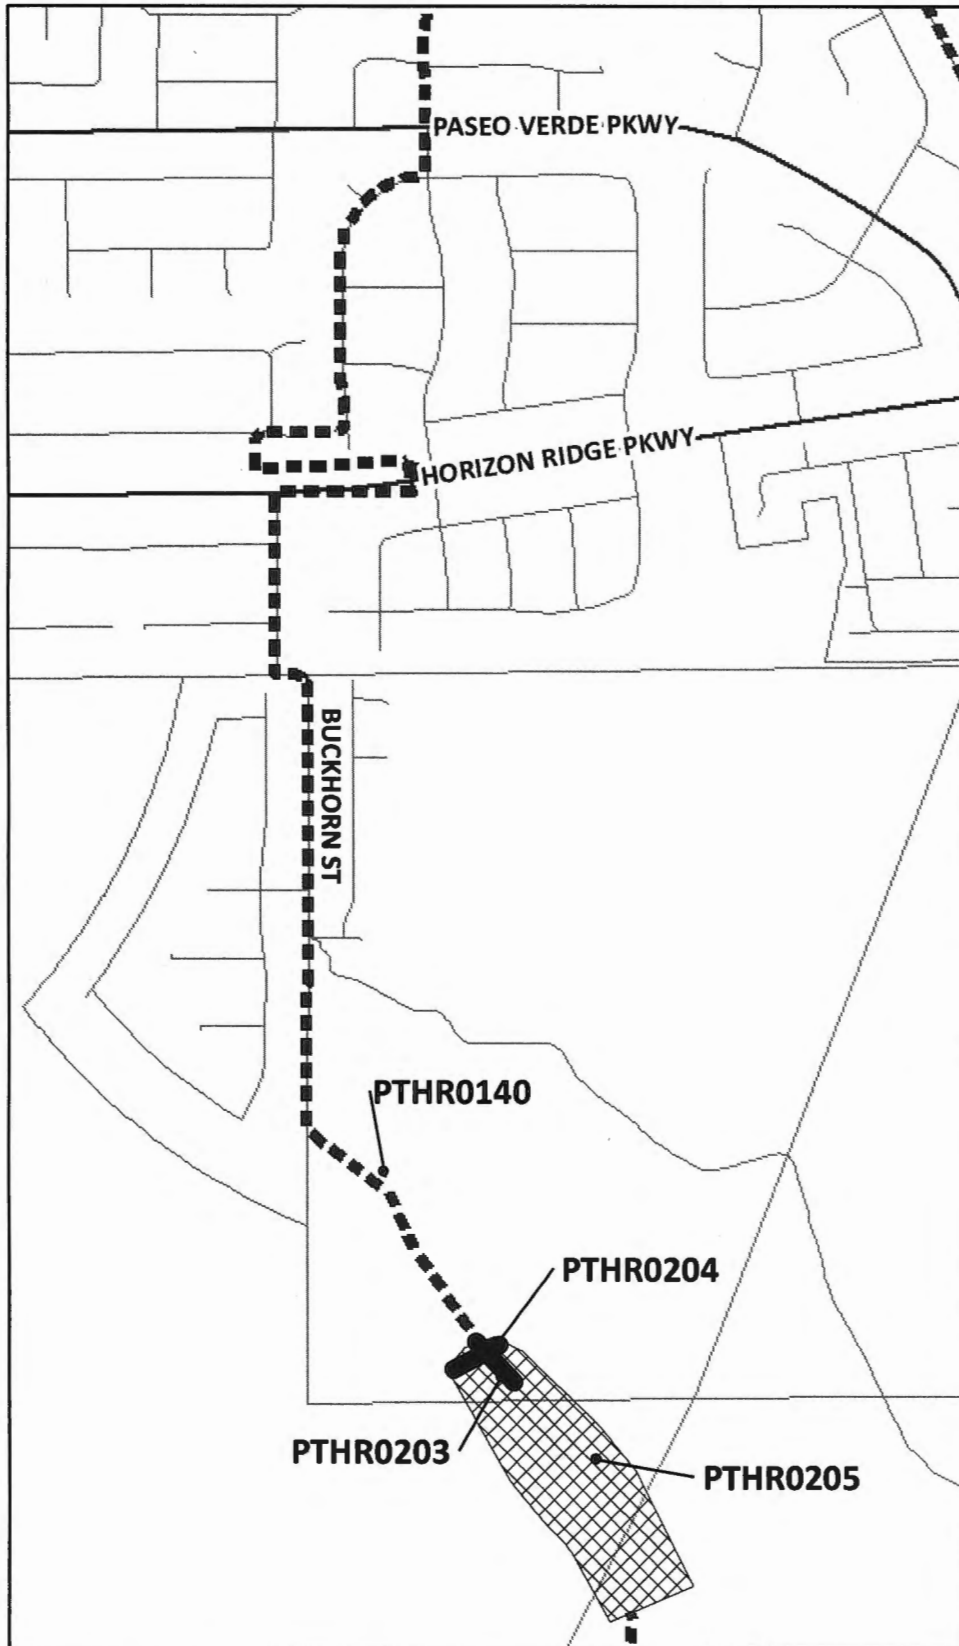 PASEO VERDE PKWY
HORIZON RIDGE PKWY
BUCKHORN ST
PTHR0140
PTHR0204
PTHR0203
PTHR0205